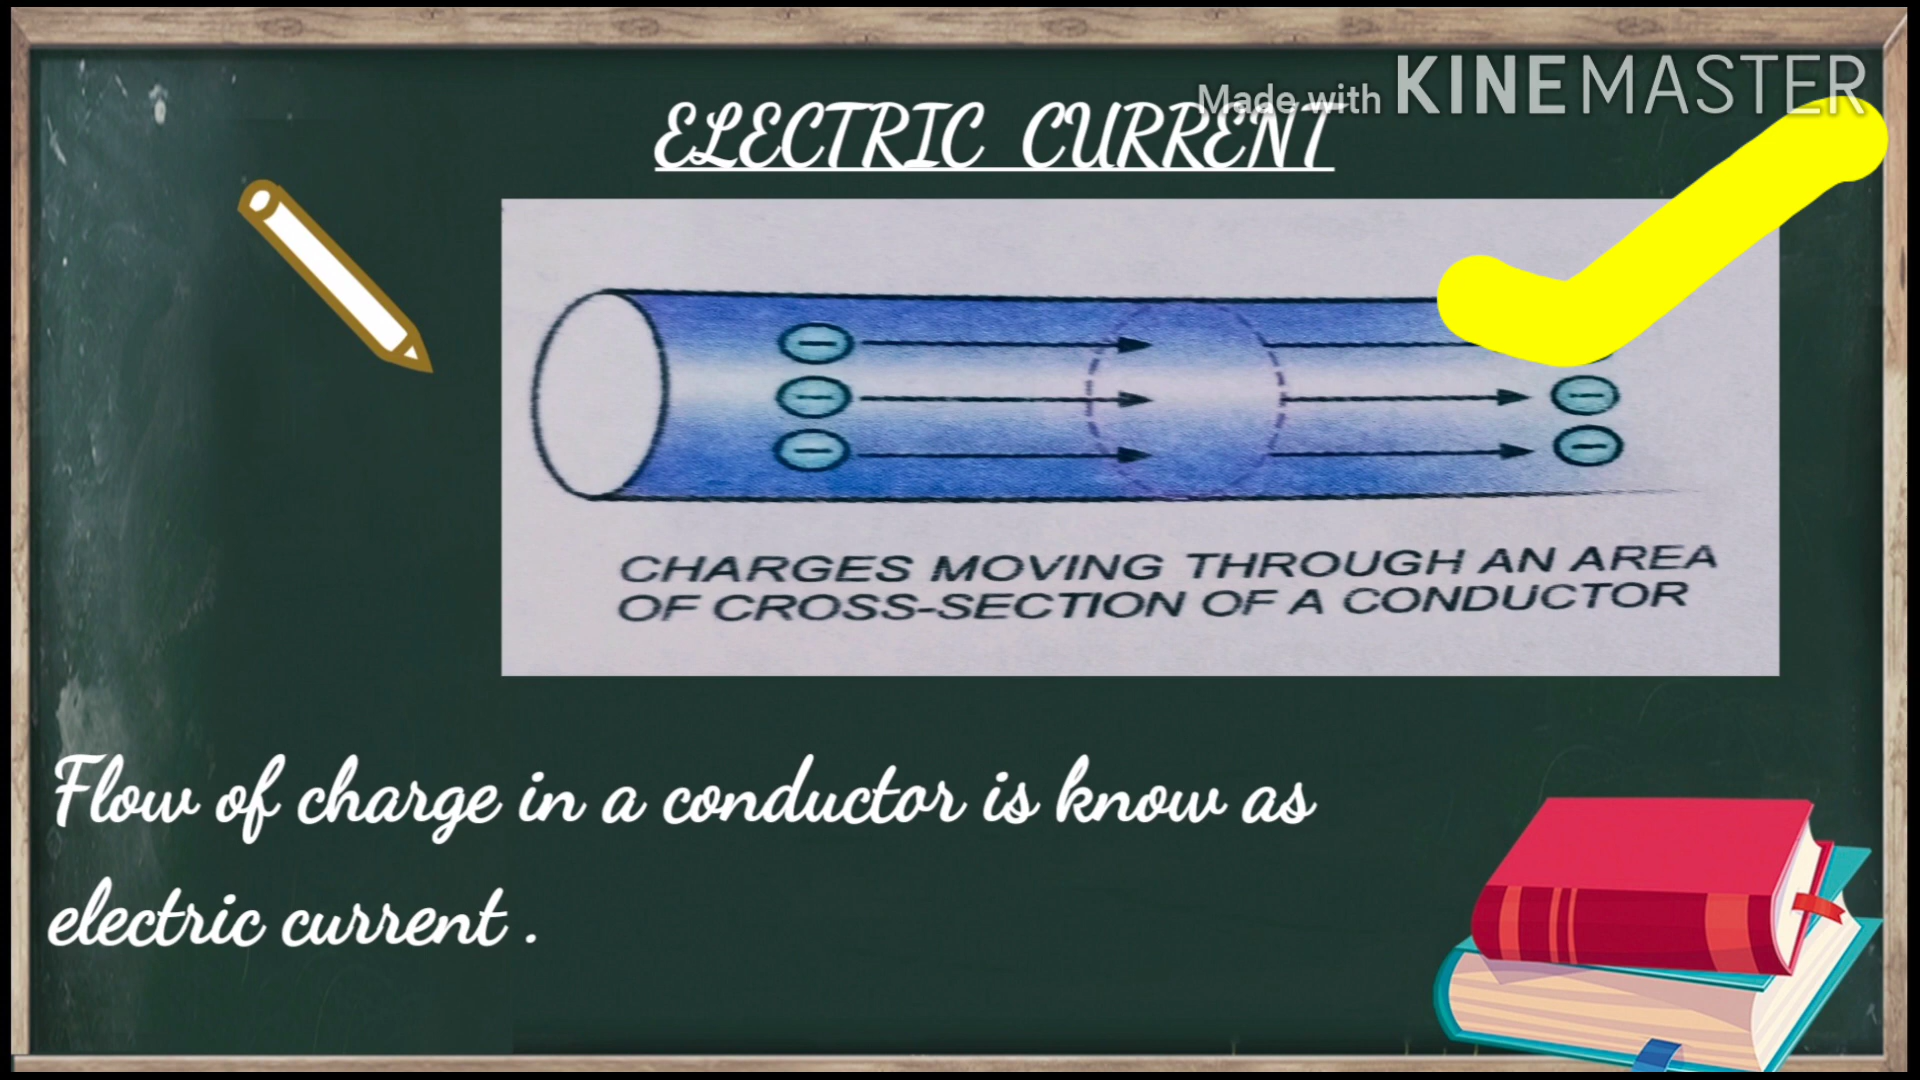 Made with KINEMASTER
ELECTRIC CURRENT
CHARGES MOVING THROUGH AN AREA
OF CROSS-SECTION OF A CONDUCTOR
Flow of charge in a conductor is know as
electric current .